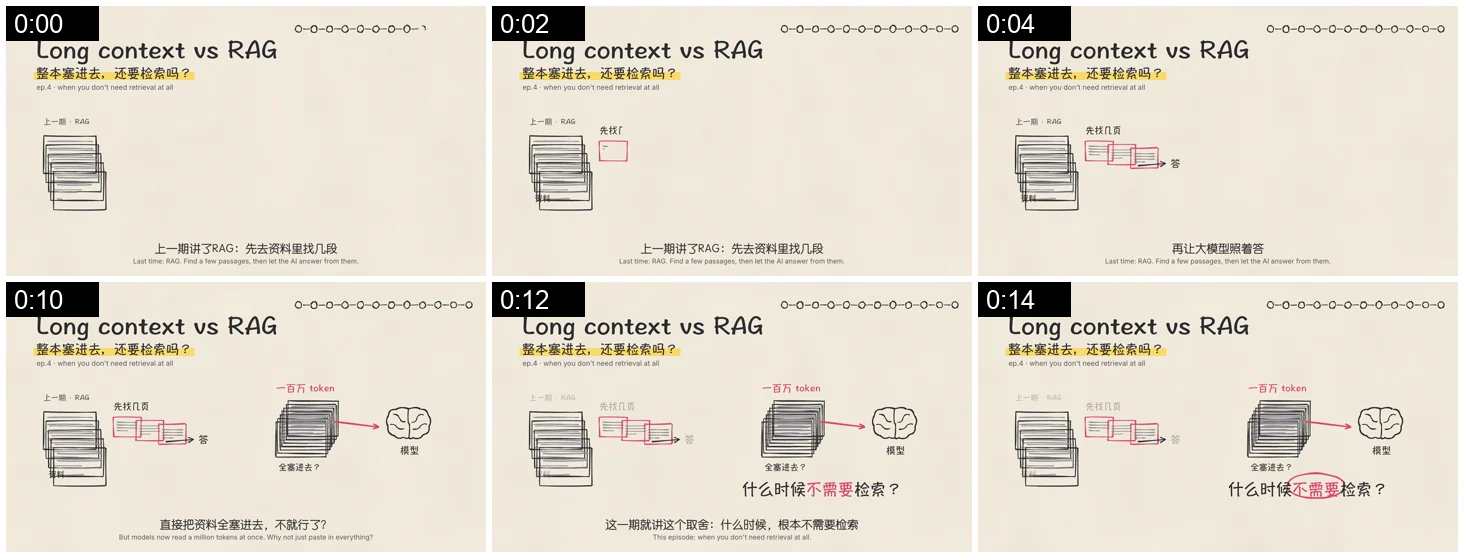 0:00
Long context vs RAG
整本塞进去，还要检索吗？
ep.4 · when you don't need retrieval at all
上一期 · RAG
上一期讲了RAG：先去资料里找几段
Last time: RAG. Find a few passages, then let the AI answer from them.
0:02
Long context vs RAG
整本塞进去，还要检索吗？
ep.4 · when you don't need retrieval at all
上一期 · RAG
先找
资料
上一期讲了RAG：先去资料里找几段
Last time: RAG. Find a few passages, then let the AI answer from them.
0:04
Long context vs RAG
整本塞进去，还要检索吗？
ep.4 · when you don't need retrieval at all
上一期 · RAG
先找几页
答
资料
再让大模型照着答
Last time: RAG. Find a few passages, then let the AI answer from them.
0:10
Long context vs RAG
整本塞进去，还要检索吗？
ep.4 · when you don't need retrieval at all
一百万 token
上一期 · RAG
先找几页
答
模型
全塞进去？
资料
直接把资料全塞进去，不就行了？
But models now read a million tokens at once. Why not just paste in everything?
0:12
Long context vs RAG
整本塞进去，还要检索吗？
ep.4 · when you don't need retrieval at all
一百万 token
上一期 · RAG
先找几页
答
模型
全塞进去？
什么时候不需要检索？
这一期就讲这个取舍：什么时候，根本不需要检索
This episode: when you don't need retrieval at all.
0:14
Long context vs RAG
整本塞进去，还要检索吗？
ep.4 · when you don't need retrieval at all
一百万 token
上一期 · RAG
先找几页
答
模型
全塞进去？
什么时候不需要检索？